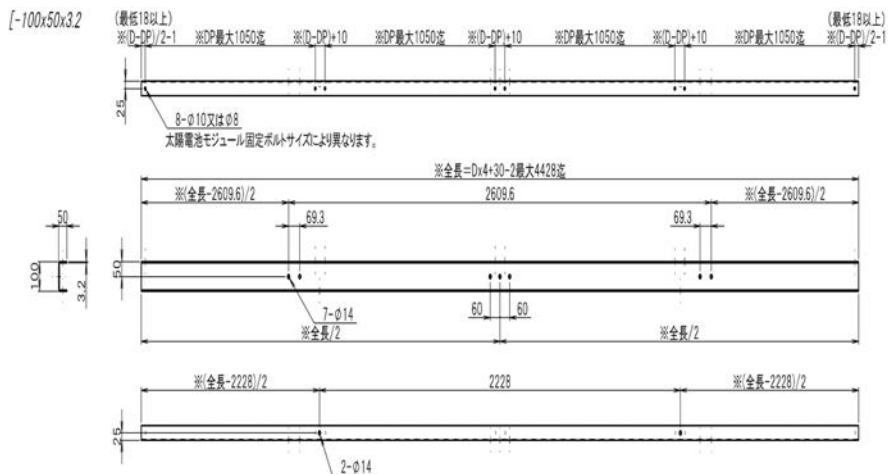 [-100x50x3.2
(最低18以上)
(最低18以上)
※(D-DP)/2-1
※DP最大1050迄
※(D-DP)+10
※DP最大1050迄
※(D-DP)+10
※DP最大1050迄
※(D-DP)+10
※DP最大1050迄
※(D-DP)/2-1
25
8-φ10又はφ8
太陽電池モジュール固定ボルトサイズにより異なります。
※全長=Dx4+30-2最大4428迄
※(全長-2609.6)/2
2609.6
※(全長-2609.6)/2
50
69.3
69.3
100
3.2
50
7-φ14
60
60
※全長/2
※全長/2
※(全長-2228)/2
2228
※(全長-2228)/2
25
2-φ14